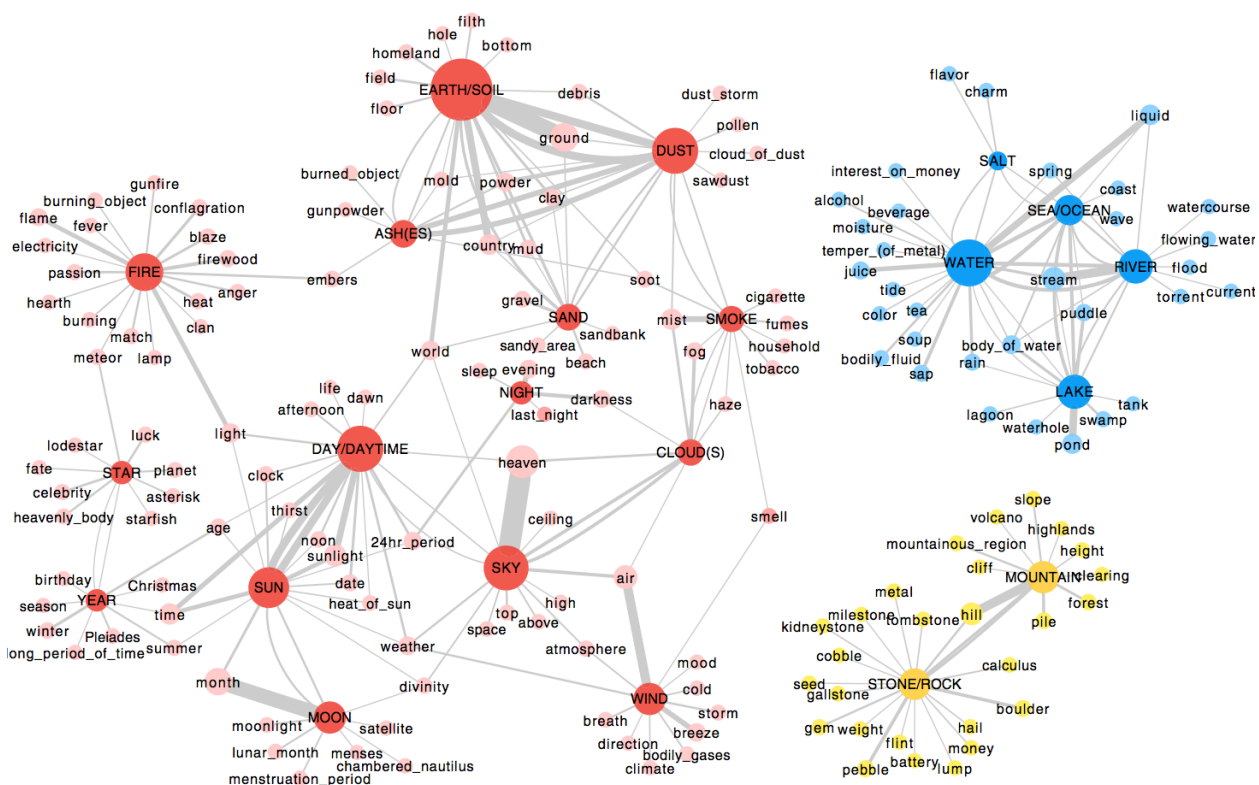 filth
hole
homeland
bottom
field
EARTH/SOIL
floor
debris
dust_storm
pollen
ground
DUST
cloud_of_dust
sawdust
burned_object
mold
powder
clay
gunpowder
ASH(ES)
country
mud
gunfire
burning_object
conflagration
flame
fever
electricity
blaze
firewood
passion
FIRE
embers
hearth
heat
anger
burning
clan
match
meteor
lamp
soot
gravel
SAND
sandbank
sandy_area
beach
mist
SMOKE
cigarette
fumes
household
fog
tobacco
world
sleep
evening
NIGHT
last_night
darkness
haze
life
dawn
afternoon
DAY/DAYTIME
light
heaven
CLOUD(S)
luck
lodestar
fate
STAR
planet
celebrity
asterisk
heavenly_body
starfish
clock
thirst
age
noon
sunlight
24hr_period
ceiling
smell
birthday
Christmas
YEAR
season
time
winter
Pleiades
long_period_of_time
summer
SUN
date
heat_of_sun
SKY
air
high
top
above
space
weather
atmosphere
month
divinity
moonlight
MOON
satellite
lunar_month
menses
chambered_nautilus
menstruation_period
mood
cold
WIND
storm
breath
breeze
direction
bodily_gases
climate
flavor
charm
liquid
SALT
interest_on_money
spring
coast
alcohol
beverage
SEA/OCEAN
wave
watercourse
moisture
flowing_water
temper_(of_metal)
WATER
RIVER
juice
stream
flood
tide
torrent
current
color
tea
puddle
soup
body_of_water
bodily_fluid
rain
sap
LAKE
tank
lagoon
waterhole
swamp
pond
slope
volcano
highlands
mountainous_region
height
cliff
MOUNTAIN
clearing
metal
forest
milestone
hill
tombstone
pile
kidneystone
cobble
calculus
seed
STONE/ROCK
gallstone
boulder
gem
weight
hail
flint
money
battery
pebble
lump